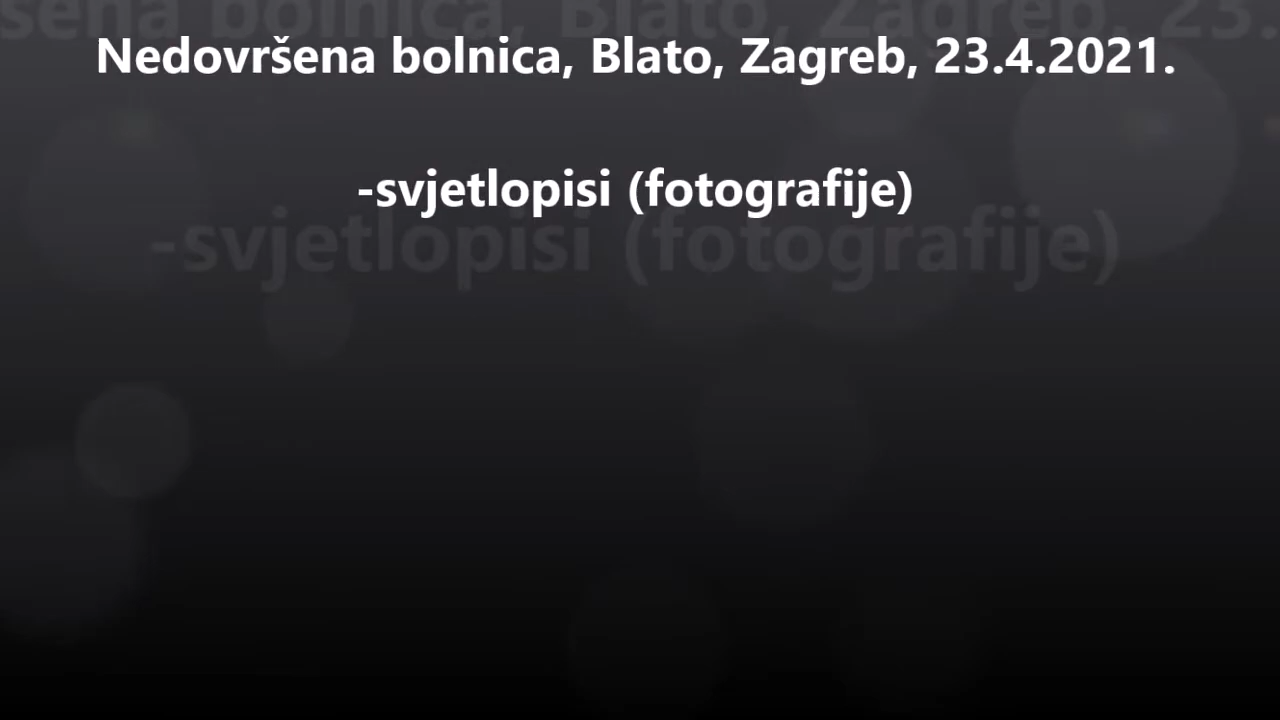 Nedovršena bolnica, Blato, Zagreb, 23.4.2021.
-svjetlopisi (fotografije)